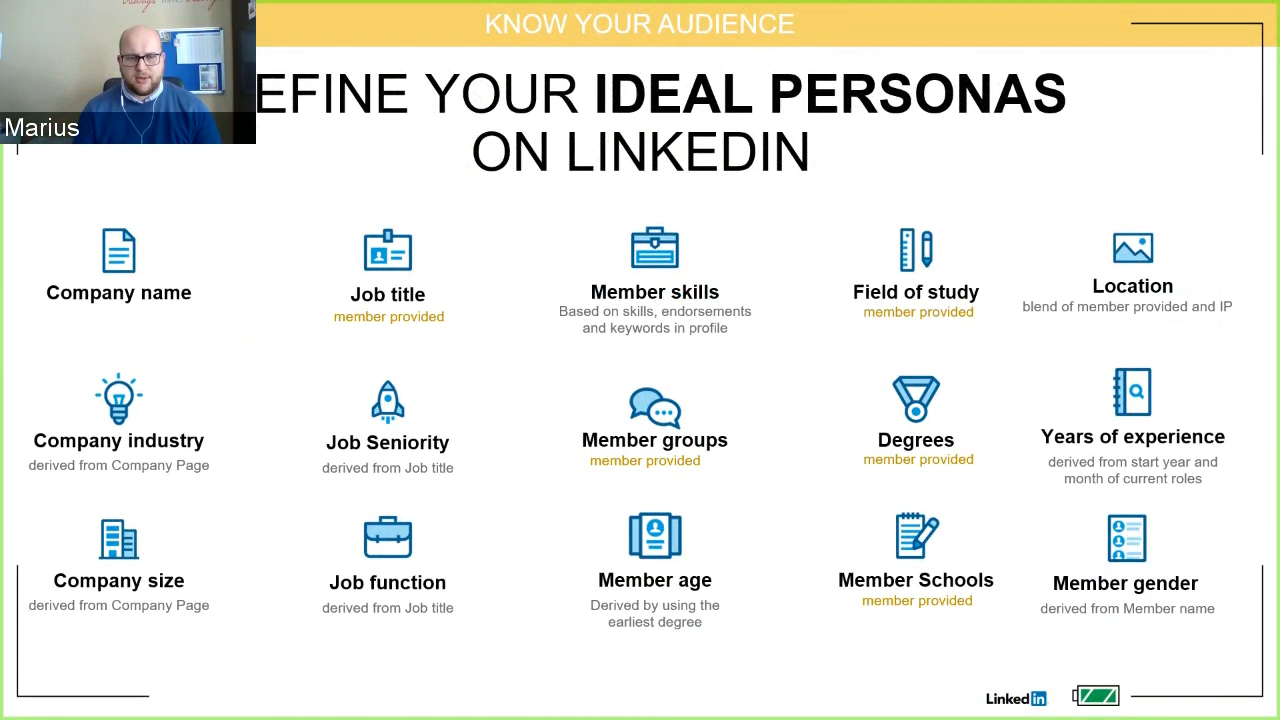 KNOW YOUR AUDIENCE
EFINE YOUR IDEAL PERSONAS
ON LINKEDIN
Marius
Company name
Job title
member provided
Member skills
Based on skills, endorsements
and keywords in profile
Field of study
member provided
Location
blend of member provided and IP
Company industry
derived from Company Page
Job Seniority
derived from Job title
Member groups
member provided
Degrees
member provided
Years of experience
derived from start year and
month of current roles
Company size
derived from Company Page
Job function
derived from Job title
Member age
Derived by using the
earliest degree
Member Schools
member provided
Member gender
derived from Member name
Linked in